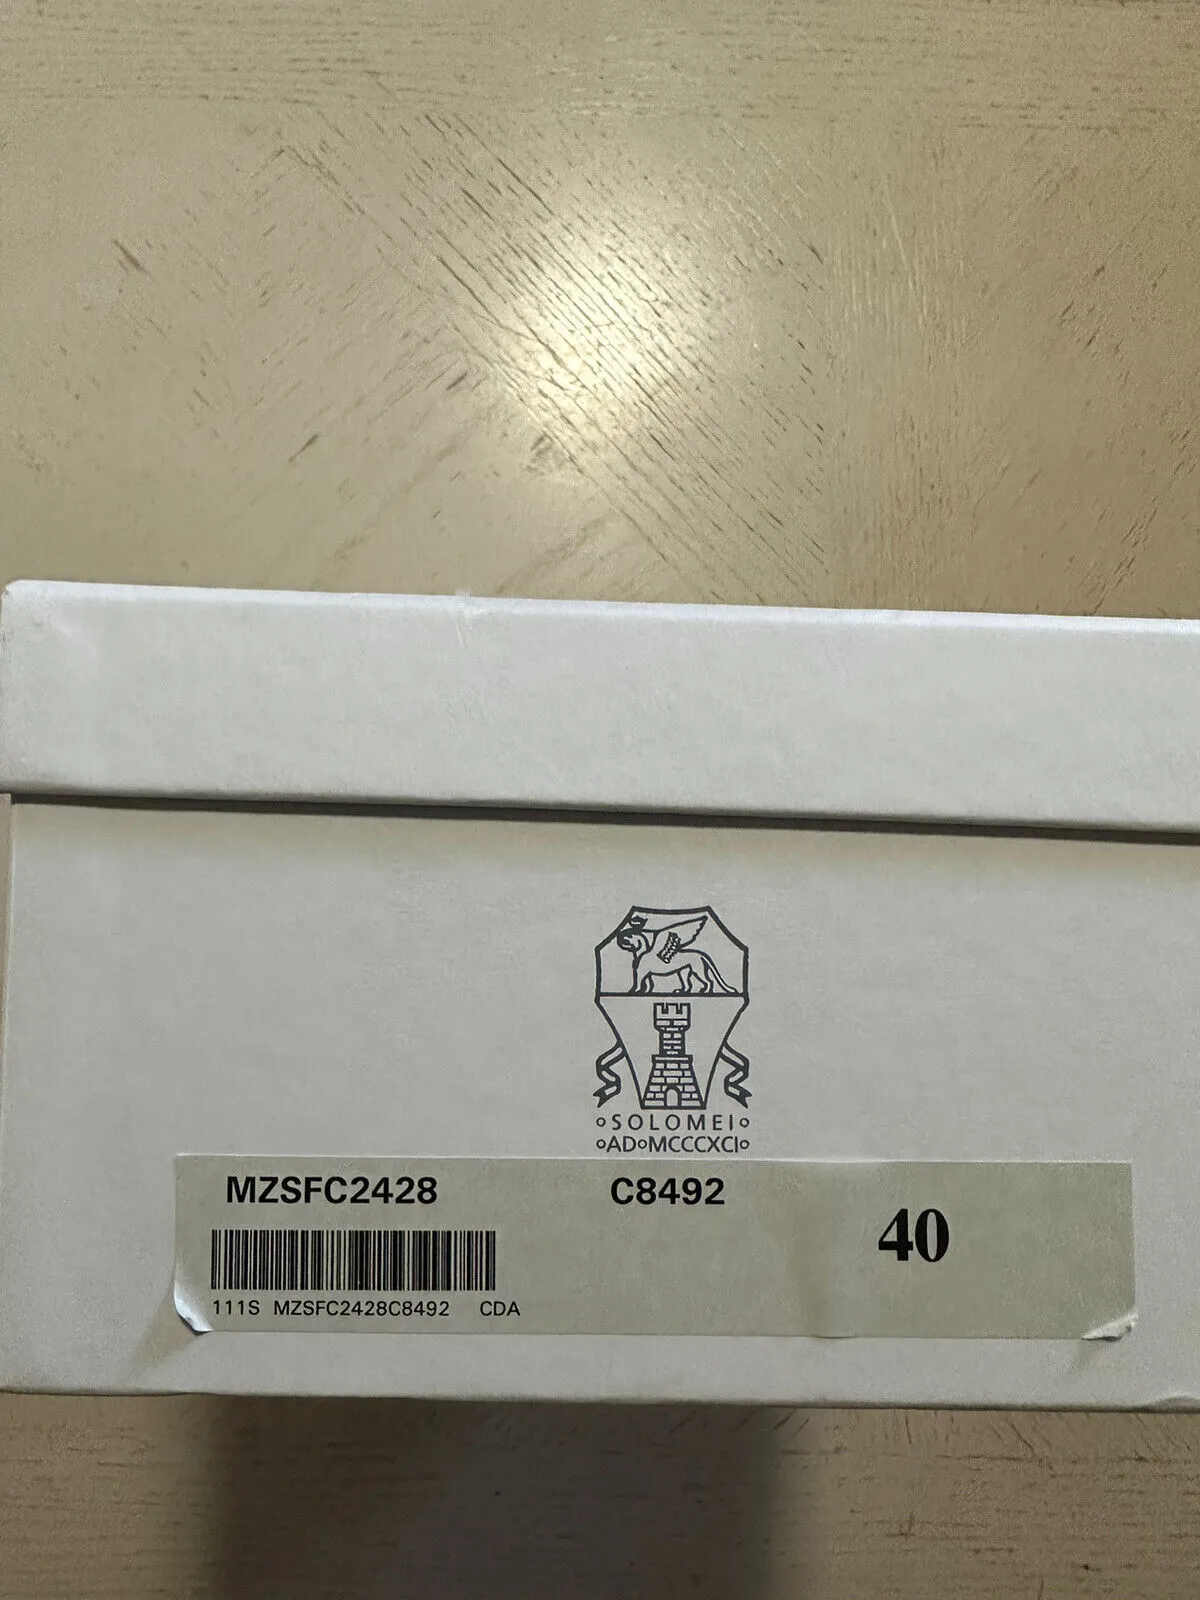 ∘SOLOMEI∘
∘AD∘MCCCXCI∘
MZSFC2428 C8492
40
111S MZSFC2428C8492 CDA